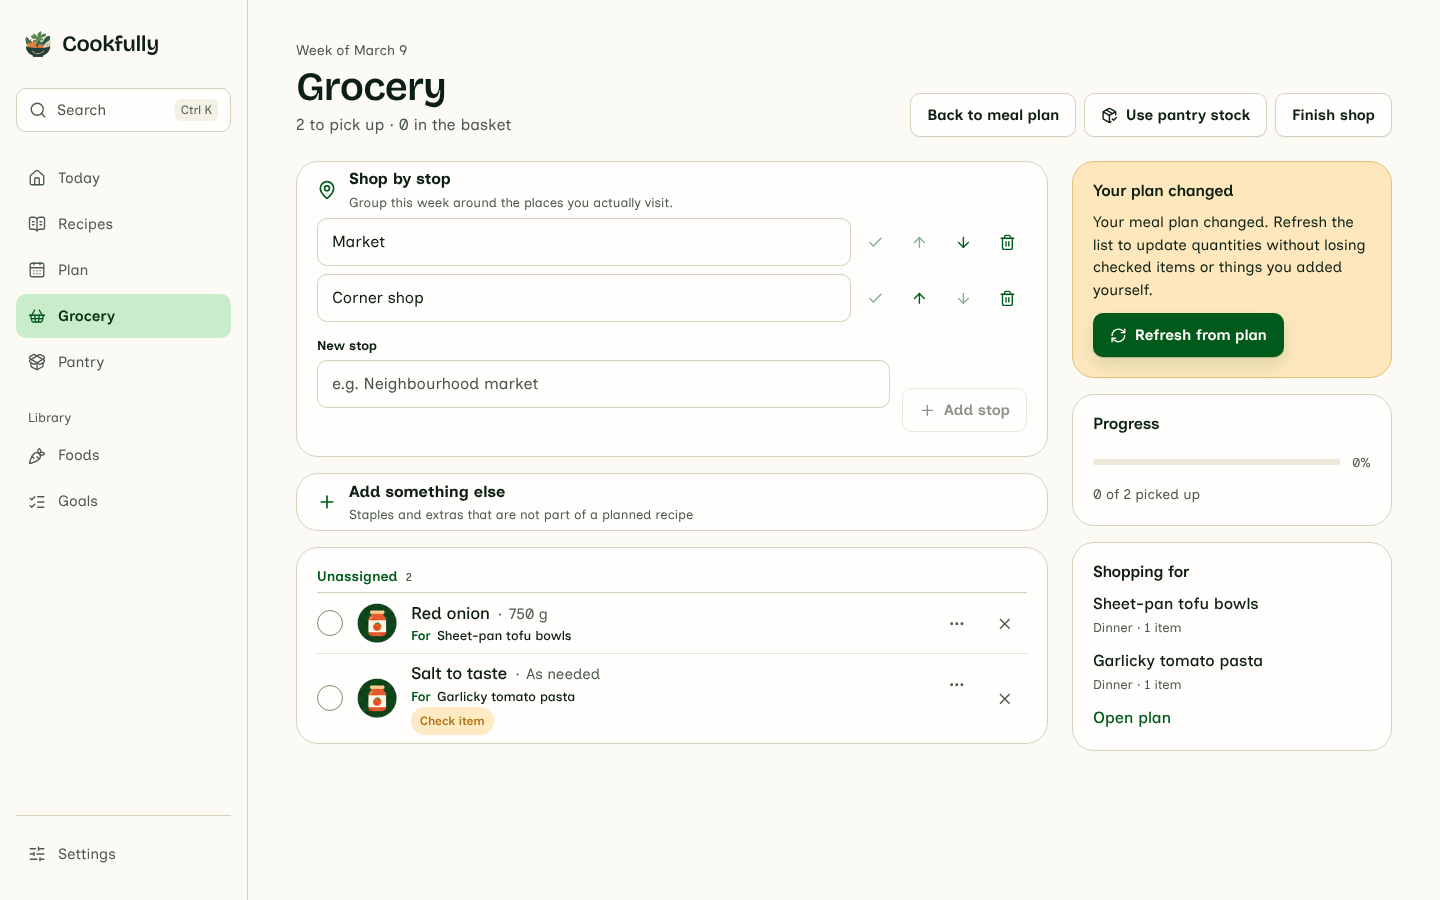 Cookfully
Search
Ctrl K
Today
Recipes
Plan
Grocery
Pantry
Library
Foods
Goals
Settings
Week of March 9
Grocery
2 to pick up · 0 in the basket
Back to meal plan
Use pantry stock
Finish shop
Shop by stop
Group this week around the places you actually visit.
Market
Corner shop
New stop
e.g. Neighbourhood market
Add stop
Add something else
Staples and extras that are not part of a planned recipe
Unassigned 2
Red onion · 750 g
For Sheet-pan tofu bowls
Salt to taste · As needed
For Garlicky tomato pasta
Check item
Your plan changed
Your meal plan changed. Refresh the
list to update quantities without losing
checked items or things you added
yourself.
Refresh from plan
Progress
0%
0 of 2 picked up
Shopping for
Sheet-pan tofu bowls
Dinner · 1 item
Garlicky tomato pasta
Dinner · 1 item
Open plan